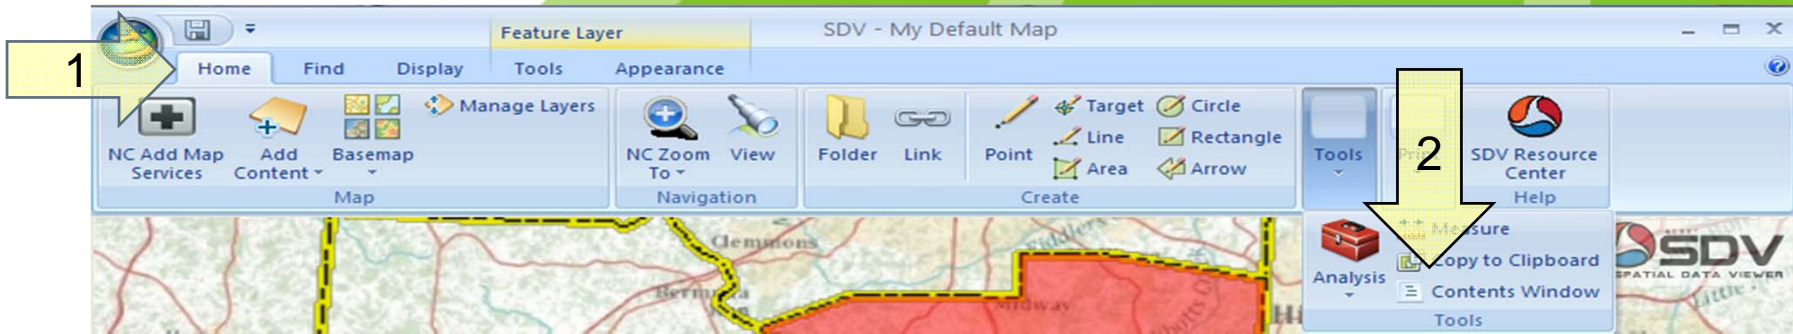 Feature Layer
SDV - My Default Map
1
Home
Find
Display
Tools
Appearance
Manage Layers
Target
Circle
Line
Rectangle
NC Add Map
Services
Add
Content
Basemap
NC Zoom
To
View
Folder
Link
Point
Area
Arrow
Tools
2
SDV Resource
Center
Map
Navigation
Create
Help
Clemmons
Measure
SDV
SPATIAL DATA VIEWER
Copy to Clipboard
Analysis
Contents Window
Midway
Tools